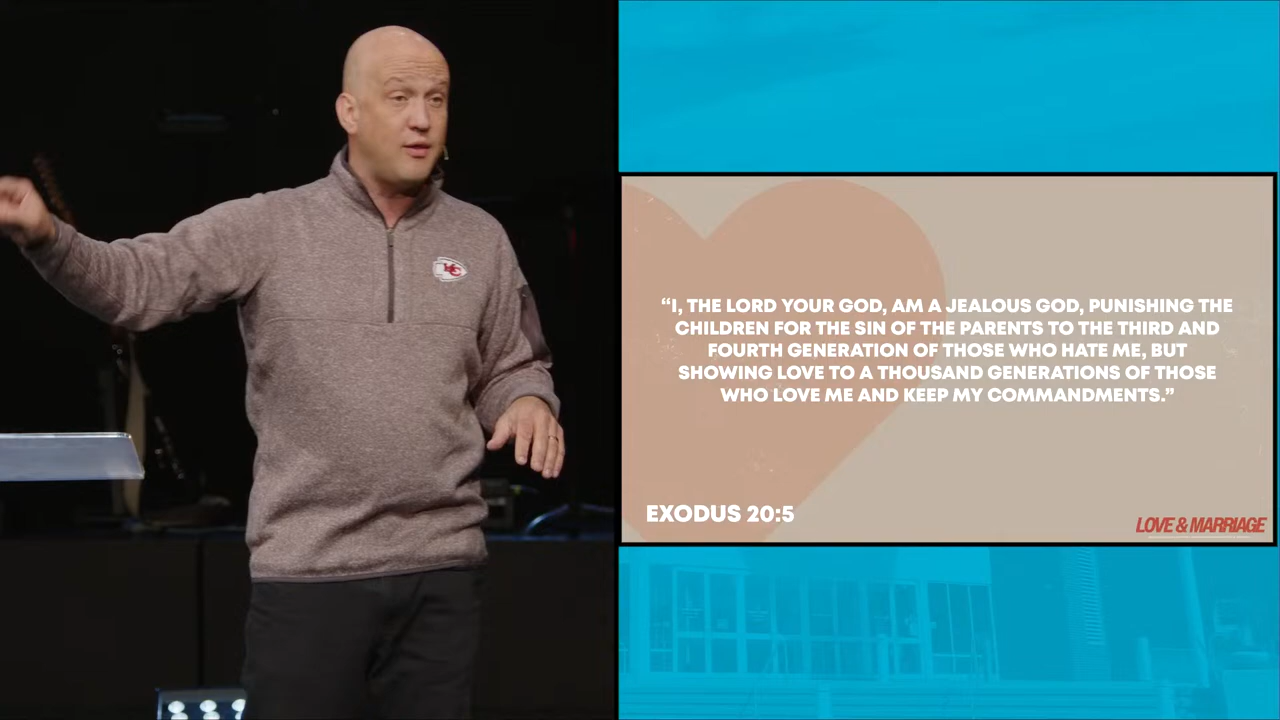 KC
“I, THE LORD YOUR GOD, AM A JEALOUS GOD, PUNISHING THE
CHILDREN FOR THE SIN OF THE PARENTS TO THE THIRD AND
FOURTH GENERATION OF THOSE WHO HATE ME, BUT
SHOWING LOVE TO A THOUSAND GENERATIONS OF THOSE
WHO LOVE ME AND KEEP MY COMMANDMENTS.”
EXODUS 20:5
LOVE & MARRIAGE